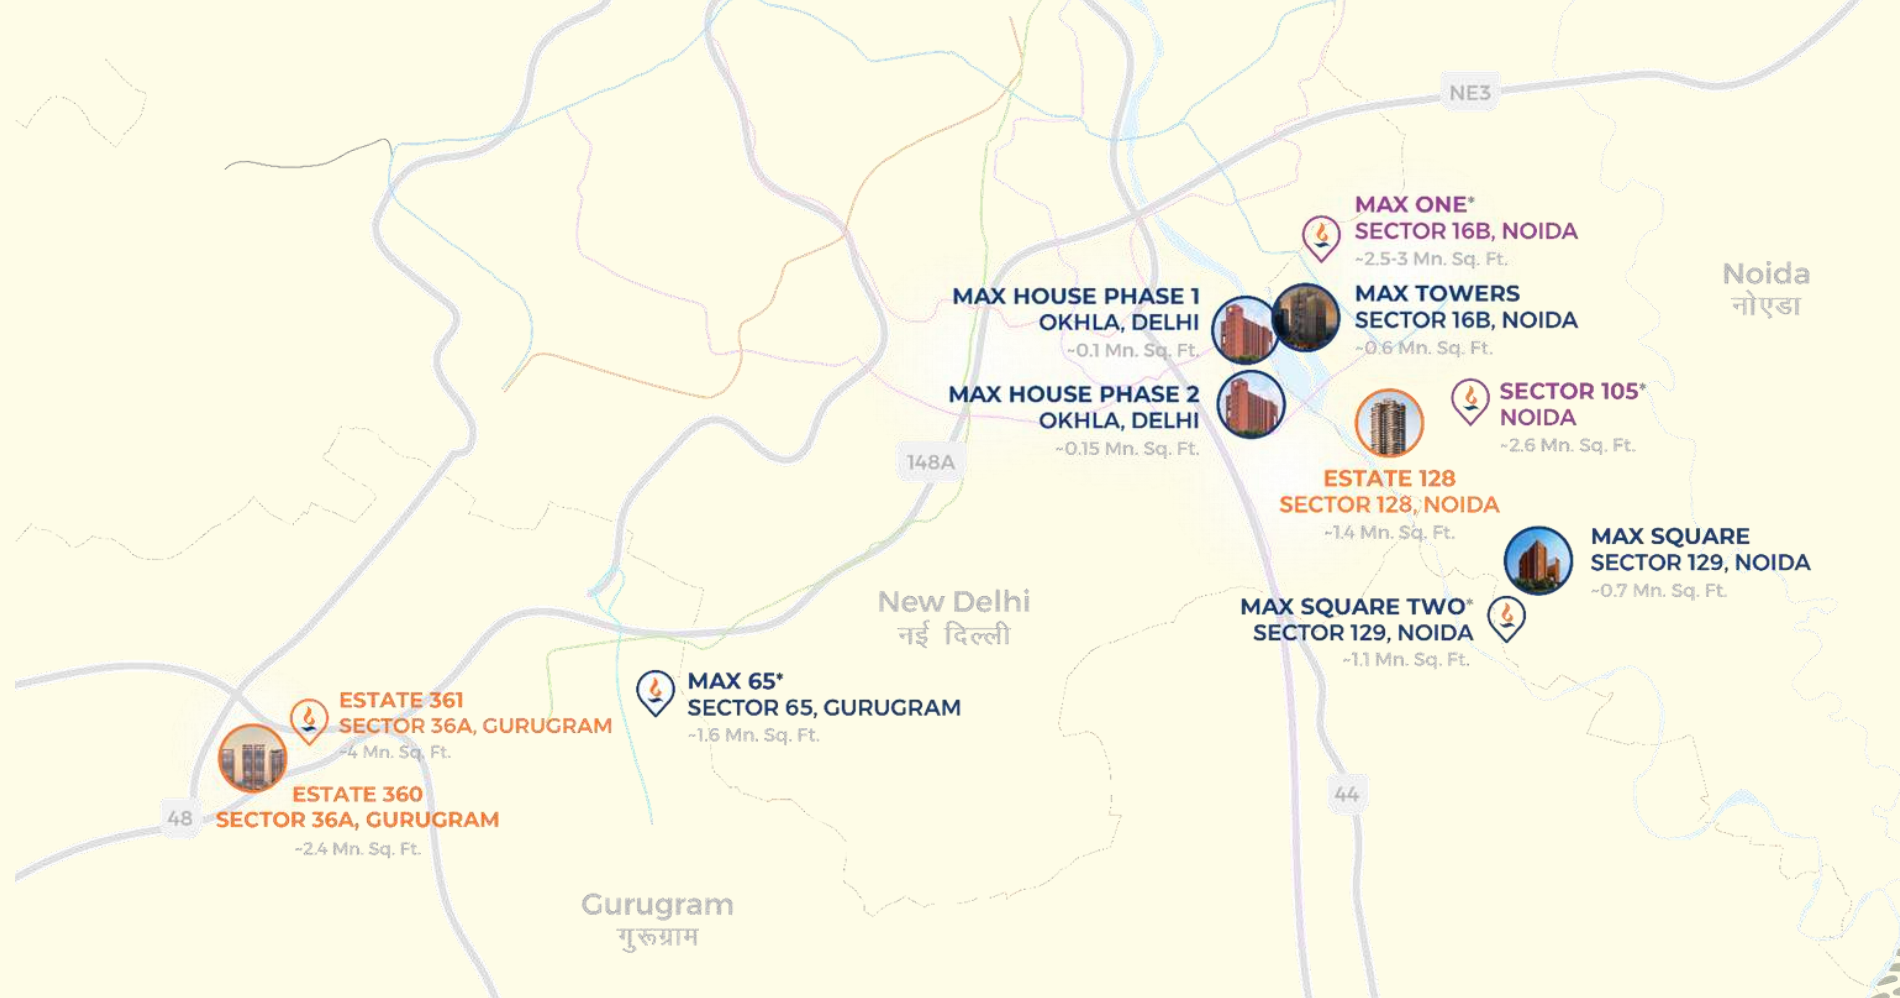 NE3
MAX ONE*
SECTOR 16B, NOIDA
~2.5-3 Mn. Sq. Ft.
Noida
नोएडा
MAX HOUSE PHASE 1
OKHLA, DELHI
~0.1 Mn. Sq. Ft.
MAX TOWERS
SECTOR 16B, NOIDA
~0.6 Mn. Sq. Ft.
MAX HOUSE PHASE 2
OKHLA, DELHI
~0.15 Mn. Sq. Ft.
SECTOR 105*
NOIDA
~2.6 Mn. Sq. Ft.
148A
ESTATE 128
SECTOR 128, NOIDA
~1.4 Mn. Sq. Ft.
MAX SQUARE
SECTOR 129, NOIDA
~0.7 Mn. Sq. Ft.
New Delhi
नई दिल्ली
MAX SQUARE TWO*
SECTOR 129, NOIDA
~1.1 Mn. Sq. Ft.
MAX 65*
SECTOR 65, GURUGRAM
~1.6 Mn. Sq. Ft.
ESTATE 361
SECTOR 36A, GURUGRAM
~4 Mn. Sq. Ft.
ESTATE 360
SECTOR 36A, GURUGRAM
~2.4 Mn. Sq. Ft.
48
44
Gurugram
गुरूग्राम